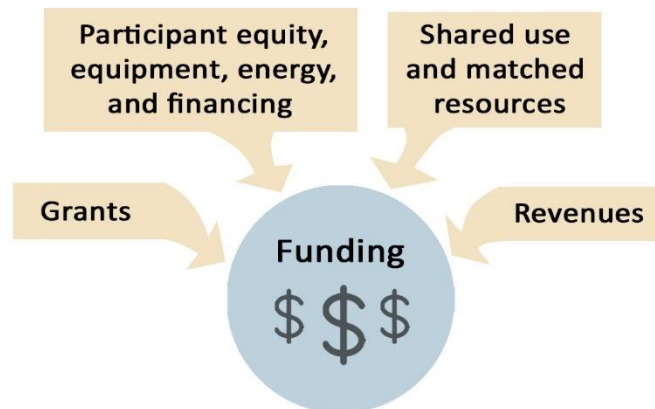 Participant equity,
equipment, energy,
and financing
Shared use
and matched
resources
Grants
Revenues
Funding
$ $ $